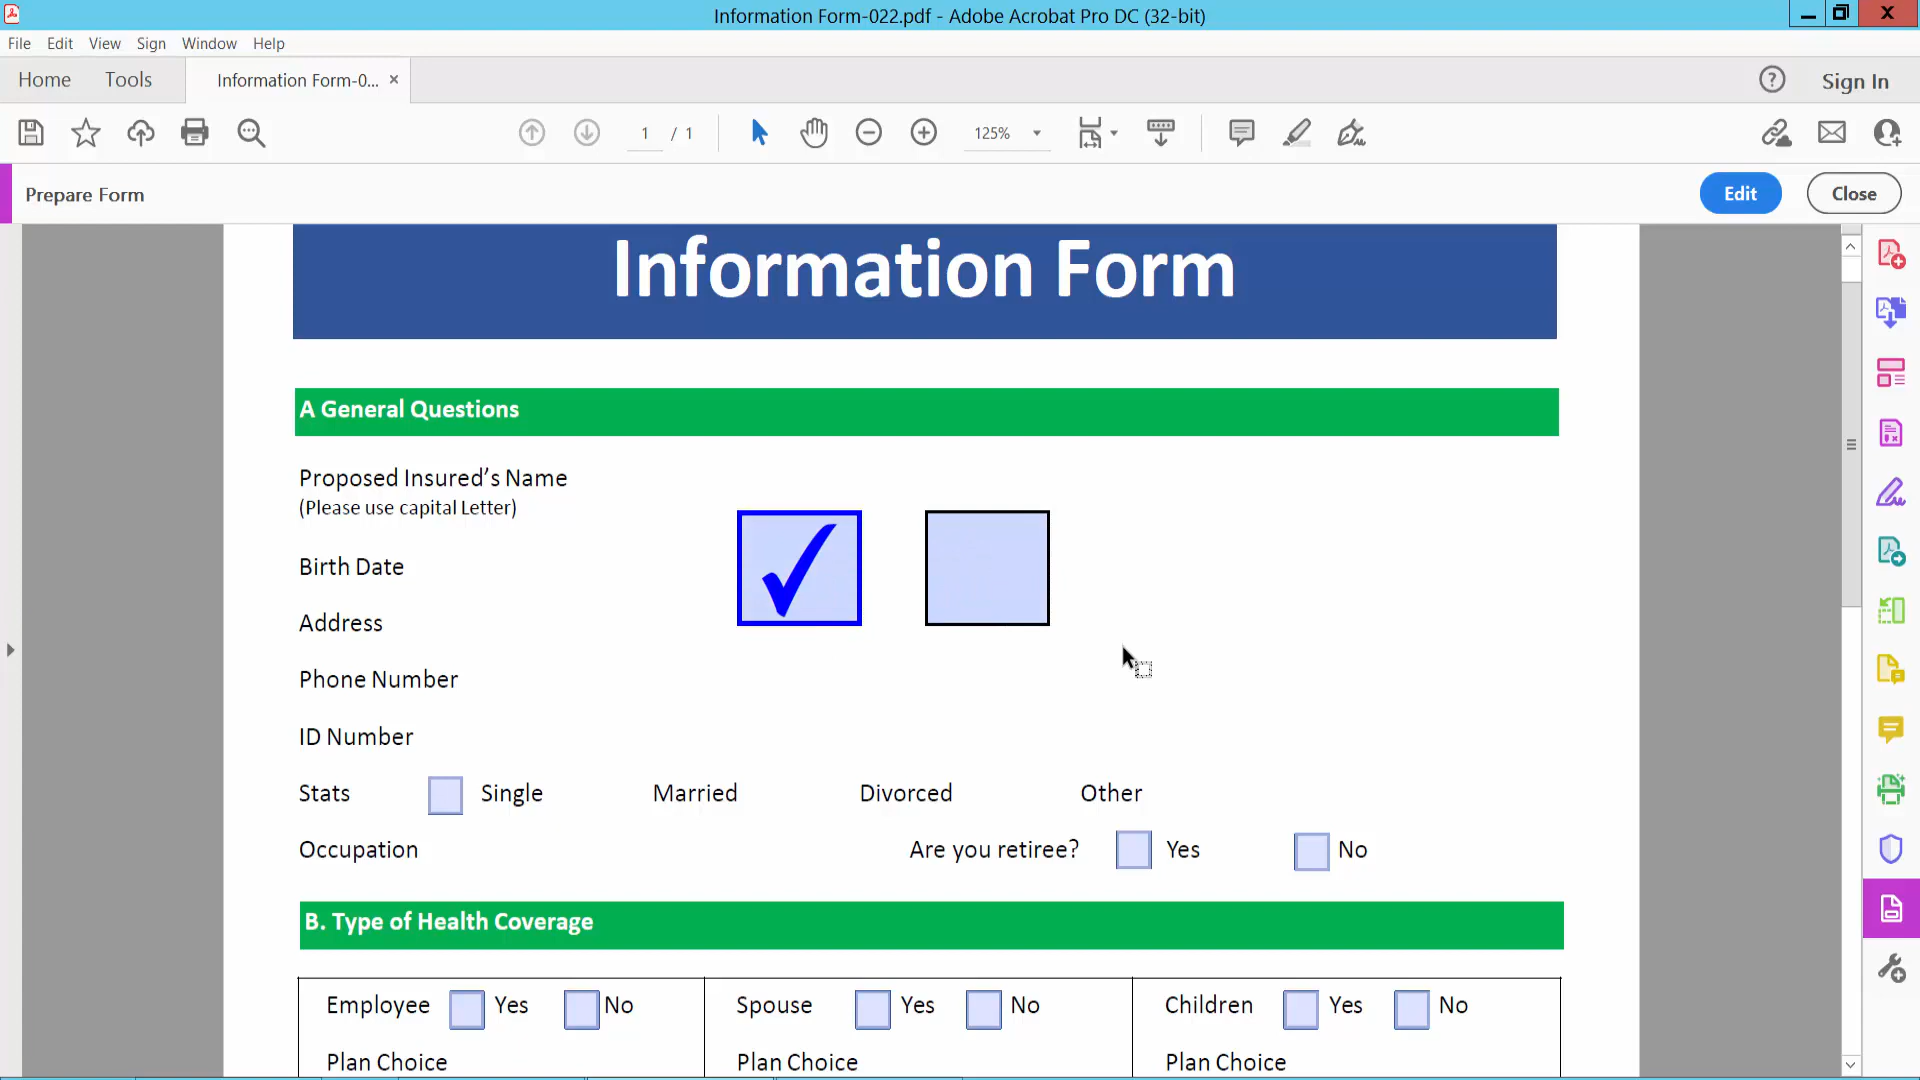 Information Form-022.pdf - Adobe Acrobat Pro DC (32-bit)
File Edit View Sign Window Help
Home Tools Information Form-0... × Sign In
1 / 1 125%
Prepare Form Edit Close
Information Form
A General Questions
Proposed Insured’s Name
(Please use capital Letter)
Birth Date
Address
Phone Number
ID Number
Stats Single Married Divorced Other
Occupation Are you retiree? Yes No
B. Type of Health Coverage
Employee Yes No Spouse Yes No Children Yes No
Plan Choice Plan Choice Plan Choice